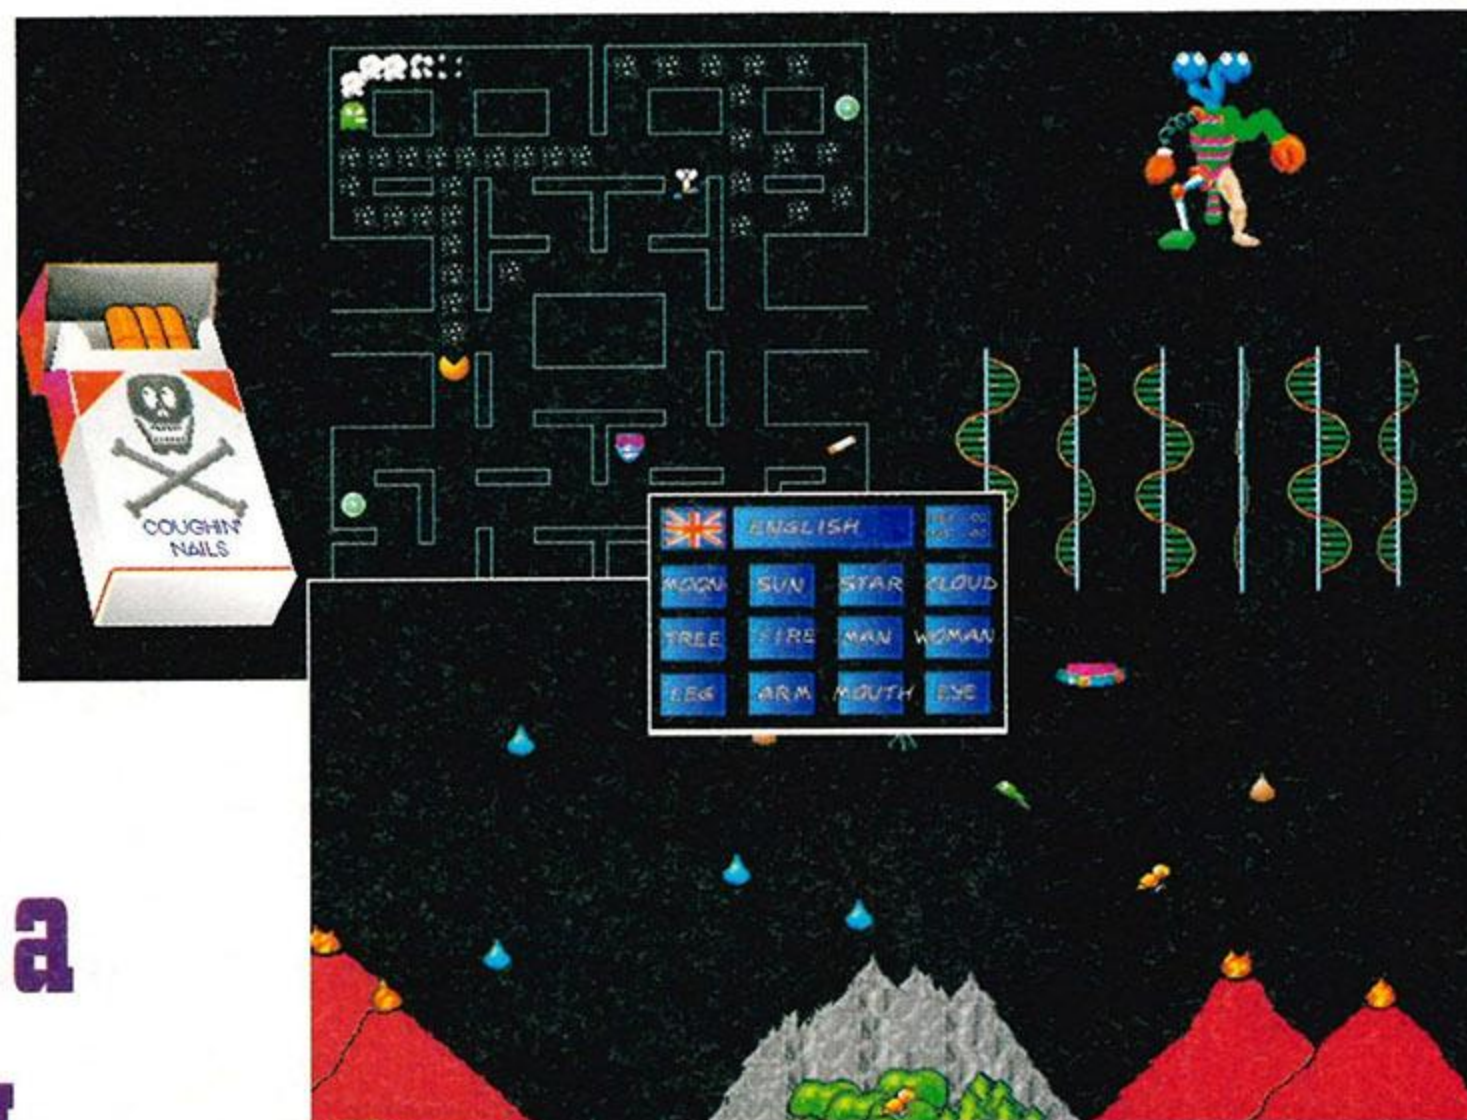 COUGHIN'
NAILS
ENGLISH
MOON SUN STAR CLOUD
TREE FIRE MAN WOMAN
LEG ARM MOUTH EYE
a